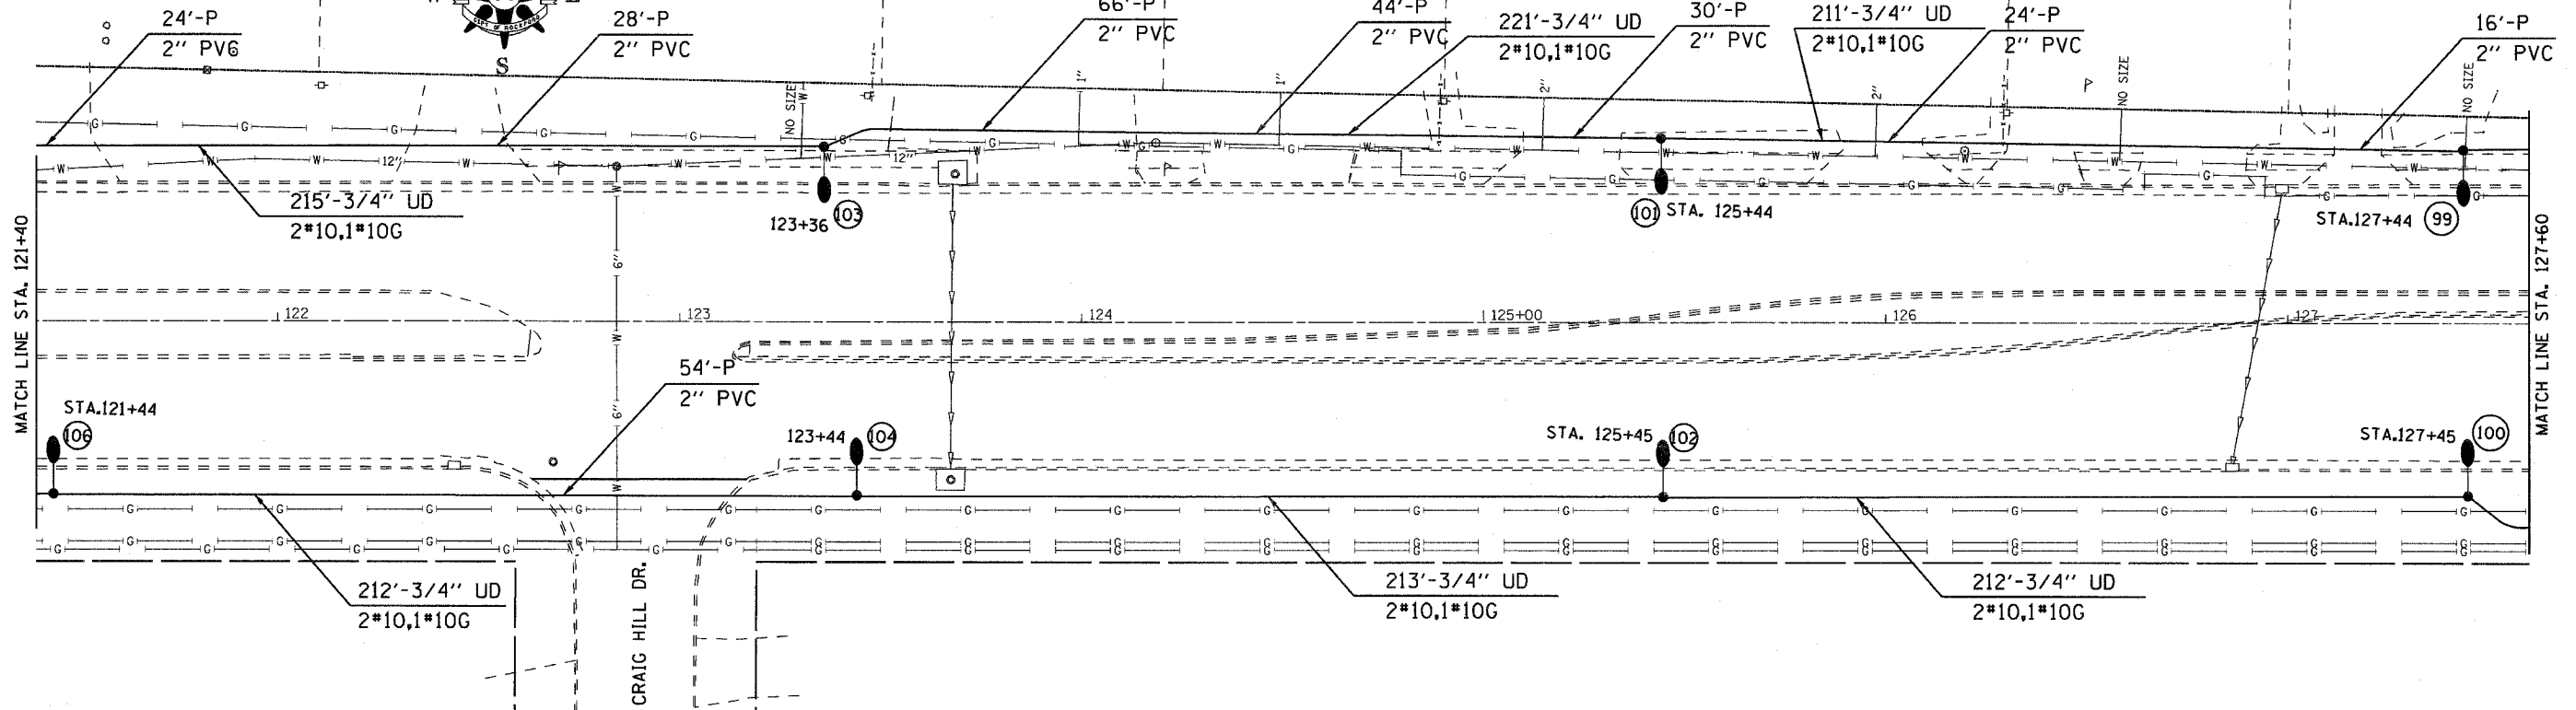 24'-P
2" PVC
CITY OF ROCKFORD
S
28'-P
2" PVC
66'-P
2" PVC
44'-P
2" PVC
221'-3/4" UD
2#10,1#10G
30'-P
2" PVC
211'-3/4" UD
2#10,1#10G
24'-P
2" PVC
16'-P
2" PVC
NO SIZE
1"
1"
2"
2"
NO SIZE
NO SIZE
12"
12"
215'-3/4" UD
2#10,1#10G
123+36 103
101 STA. 125+44
STA.127+44 99
MATCH LINE STA. 121+40
MATCH LINE STA. 127+60
6"
122
123
124
125+00
126
127
54'-P
2" PVC
6"
STA.121+44
106
123+44 104
STA. 125+45 102
STA.127+45 100
212'-3/4" UD
2#10,1#10G
CRAIG HILL DR.
213'-3/4" UD
2#10,1#10G
212'-3/4" UD
2#10,1#10G